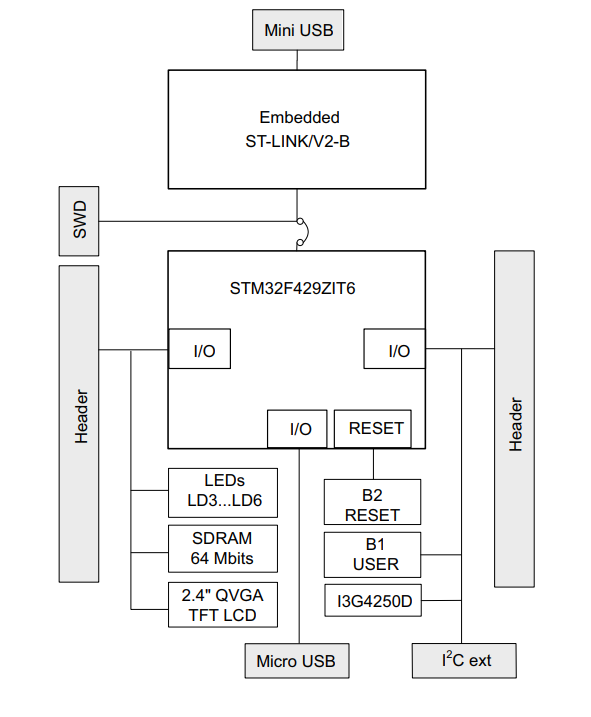 Mini USB
Embedded
ST-LINK/V2-B
SWD
STM32F429ZIT6
I/O
I/O
Header
Header
I/O
RESET
LEDs
LD3...LD6
B2
RESET
SDRAM
64 Mbits
B1
USER
2.4" QVGA
TFT LCD
I3G4250D
Micro USB
I²C ext